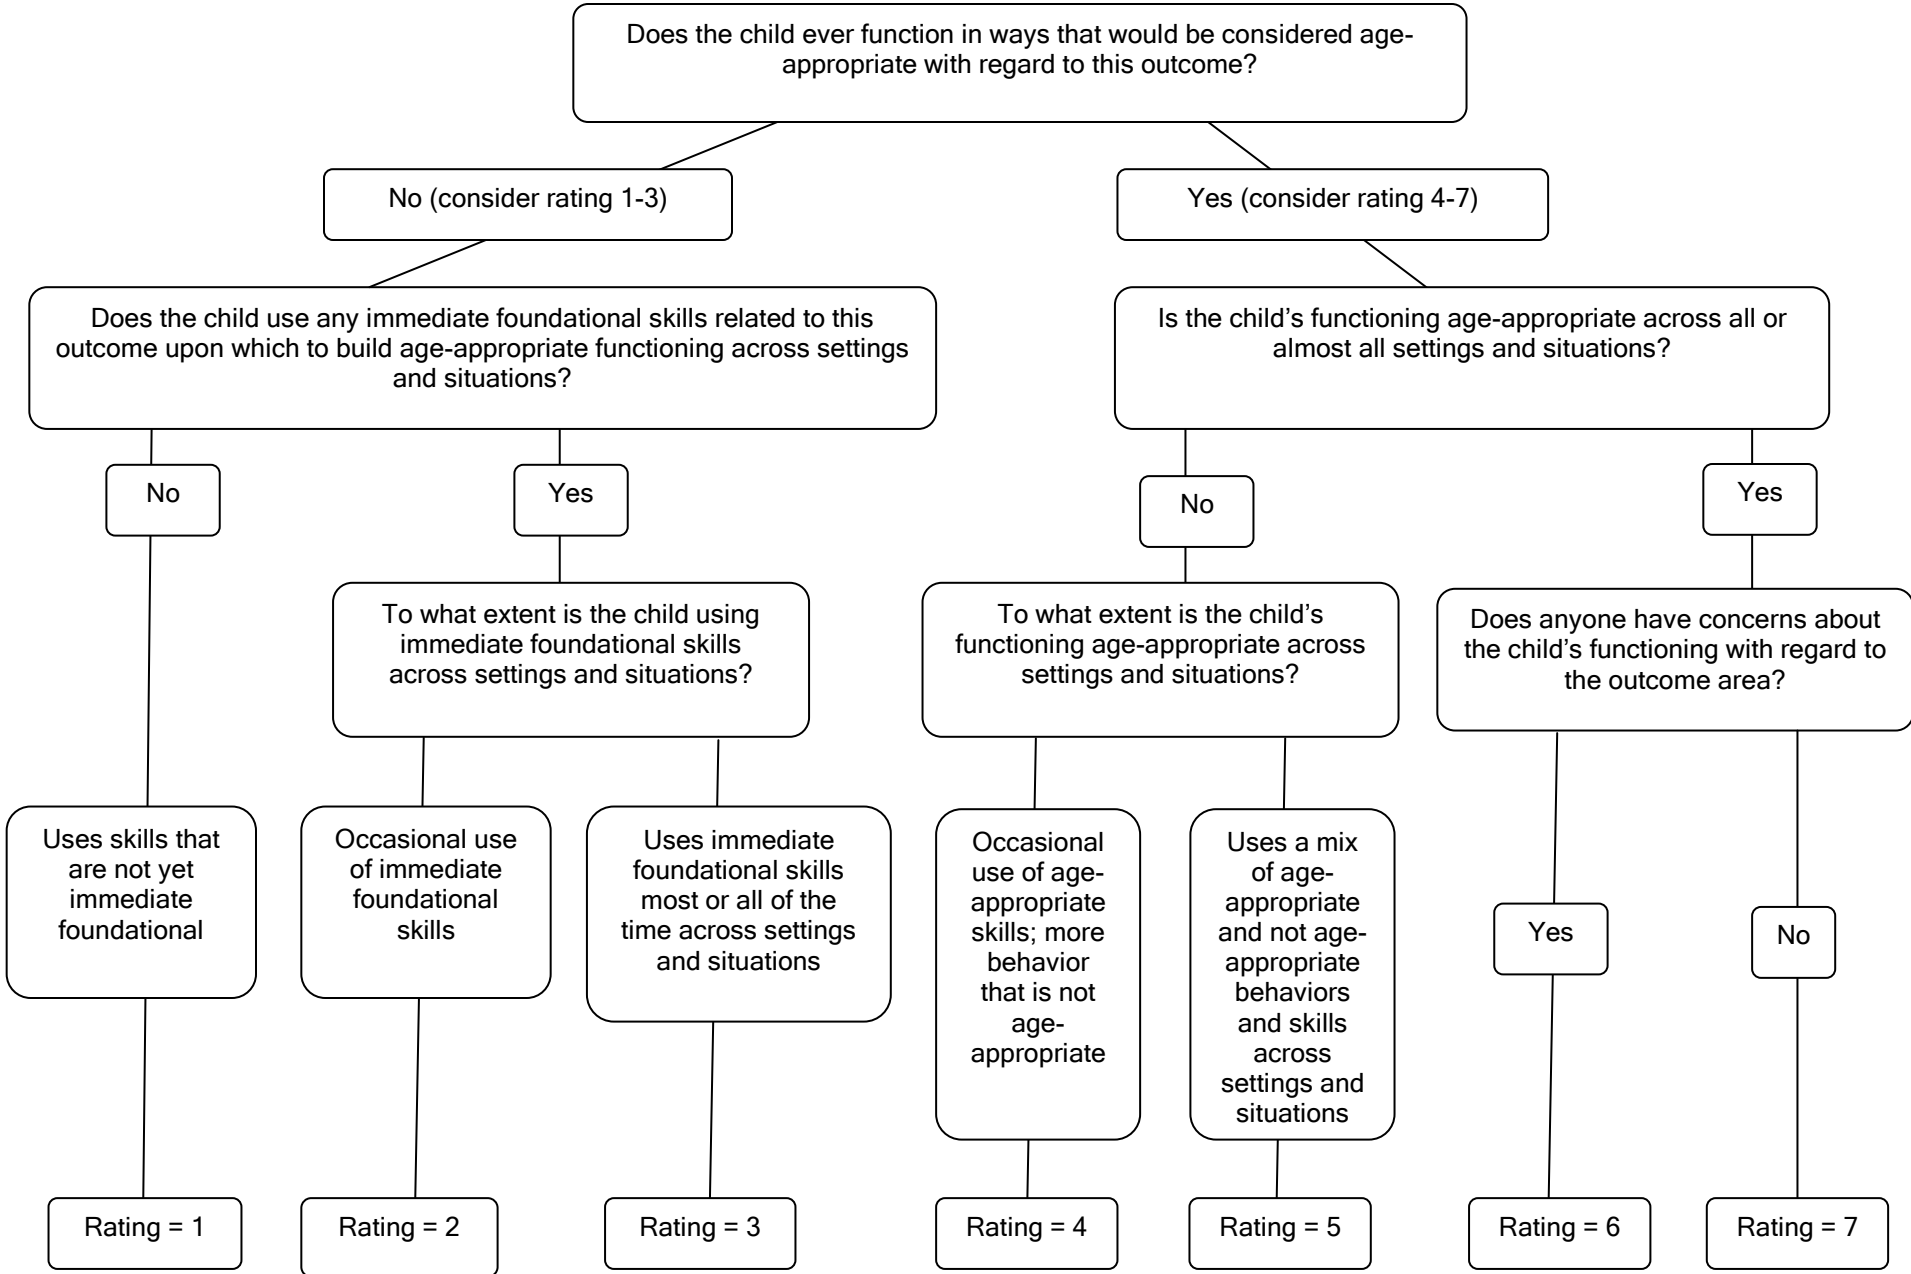 Does the child ever function in ways that would be considered age-
appropriate with regard to this outcome?
No (consider rating 1-3)
Yes (consider rating 4-7)
Does the child use any immediate foundational skills related to this
outcome upon which to build age-appropriate functioning across settings
and situations?
Is the child’s functioning age-appropriate across all or
almost all settings and situations?
No
Yes
No
Yes
To what extent is the child using
immediate foundational skills
across settings and situations?
To what extent is the child’s
functioning age-appropriate across
settings and situations?
Does anyone have concerns about
the child’s functioning with regard to
the outcome area?
Uses skills that
are not yet
immediate
foundational
Occasional use
of immediate
foundational
skills
Uses immediate
foundational skills
most or all of the
time across settings
and situations
Occasional
use of age-
appropriate
skills; more
behavior
that is not
age-
appropriate
Uses a mix
of age-
appropriate
and not age-
appropriate
behaviors
and skills
across
settings and
situations
Yes
No
Rating = 1
Rating = 2
Rating = 3
Rating = 4
Rating = 5
Rating = 6
Rating = 7